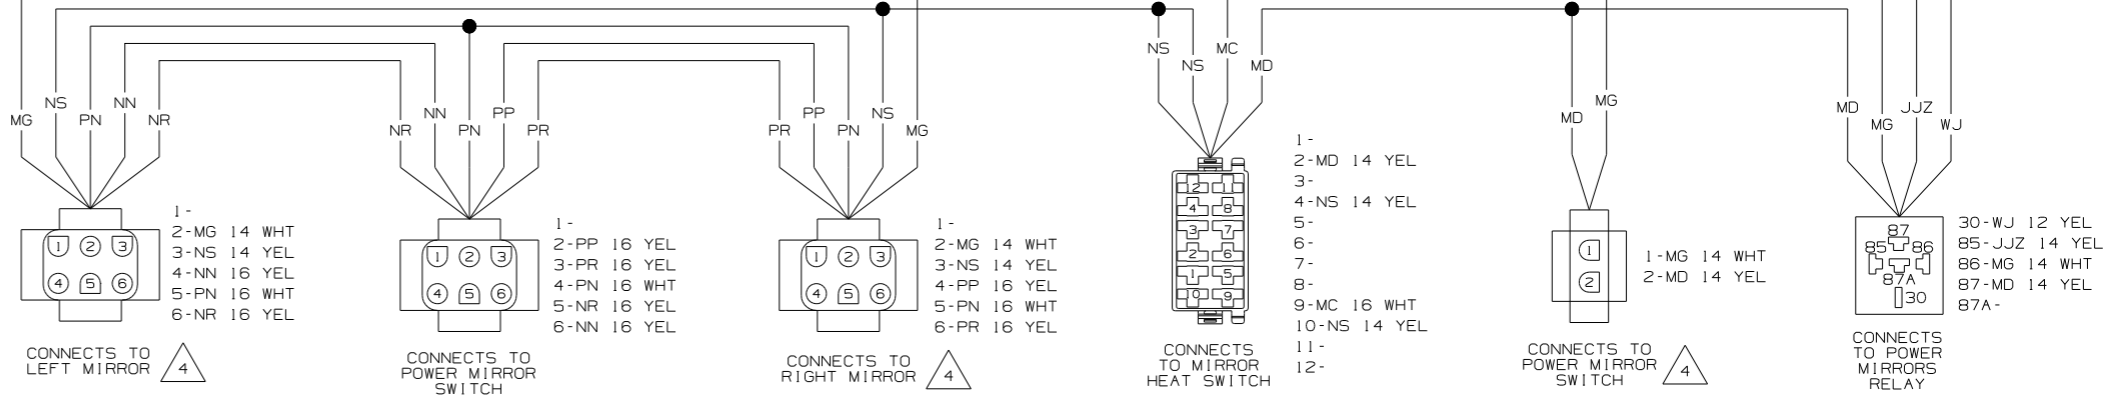 NS
MC
NS
MD
MG
NS
PN
NN
NR
NR
NN
PN
PP
PR
PR
PP
PN
NS
MG
MD
MG
MD
MG
JJZ
WJ
1 2 3
4 5 6
1-
2-MG 14 WHT
3-NS 14 YEL
4-NN 16 YEL
5-PN 16 WHT
6-NR 16 YEL
CONNECTS TO
LEFT MIRROR
4
1 2 3
4 5 6
1-
2-PP 16 YEL
3-PR 16 YEL
4-PN 16 WHT
5-NR 16 YEL
6-NN 16 YEL
CONNECTS TO
POWER MIRROR
SWITCH
1 2 3
4 5 6
1-
2-MG 14 WHT
3-NS 14 YEL
4-PP 16 YEL
5-PN 16 WHT
6-PR 16 YEL
CONNECTS TO
RIGHT MIRROR
4
12 11
4 8
3 7
2 6
1 5
10 9
1-
2-MD 14 YEL
3-
4-NS 14 YEL
5-
6-
7-
8-
9-MC 16 WHT
10-NS 14 YEL
11-
12-
CONNECTS
TO MIRROR
HEAT SWITCH
1
2
1-MG 14 WHT
2-MD 14 YEL
CONNECTS TO
POWER MIRROR
SWITCH
4
87
85 86
87A
30
30-WJ 12 YEL
85-JJZ 14 YEL
86-MG 14 WHT
87-MD 14 YEL
87A-
CONNECTS
TO POWER
MIRRORS
RELAY